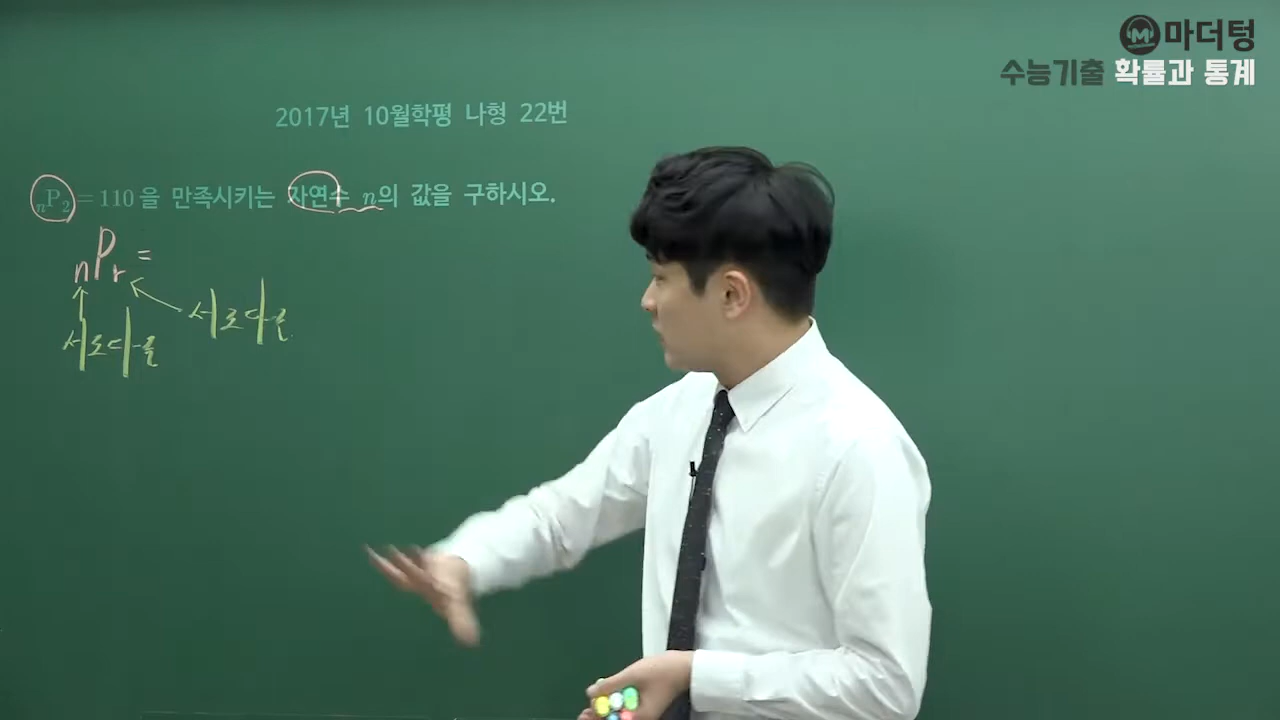 마더텅
수능기출 확률과 통계
2017년 10월학평 나형 22번
nP2 = 110 을 만족시키는 자연수 n의 값을 구하시오.
nPr =
서로다른
서로다른